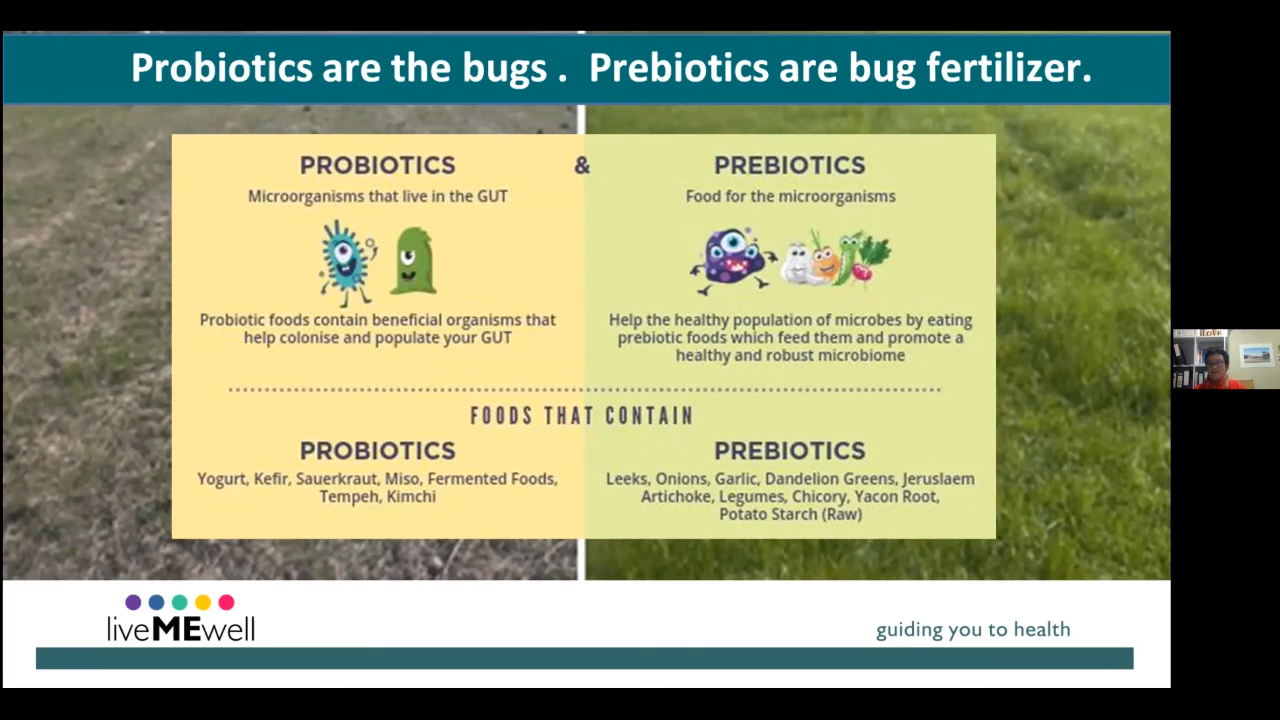 Probiotics are the bugs . Prebiotics are bug fertilizer.
PROBIOTICS & PREBIOTICS
Microorganisms that live in the GUT
Food for the microorganisms
Probiotic foods contain beneficial organisms that
help colonise and populate your GUT
Help the healthy population of microbes by eating
prebiotic foods which feed them and promote a
healthy and robust microbiome
FOODS THAT CONTAIN
PROBIOTICS
Yogurt, Kefir, Sauerkraut, Miso, Fermented Foods,
Tempeh, Kimchi
PREBIOTICS
Leeks, Onions, Garlic, Dandelion Greens, Jeruslaem
Artichoke, Legumes, Chicory, Yacon Root,
Potato Starch (Raw)
liveMEwell
guiding you to health